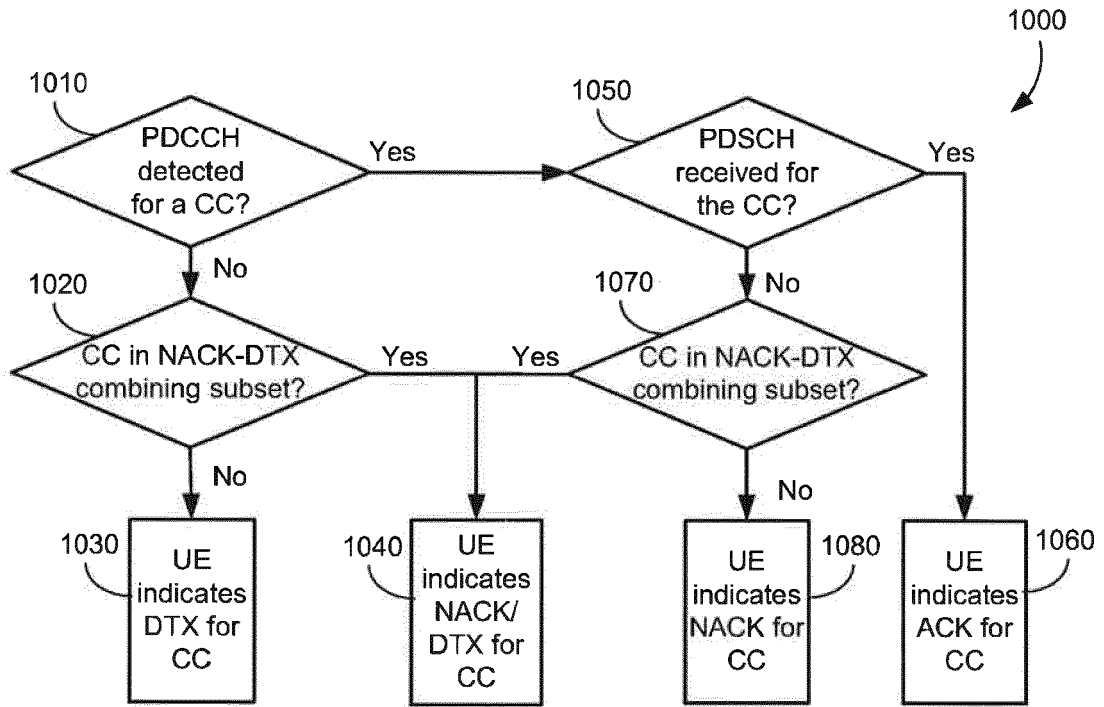 1000
1010
PDCCH
detected
for a CC?
Yes
1050
PDSCH
received for
the CC?
Yes
No
No
1020
CC in NACK-DTX
combining subset?
Yes
Yes
1070
CC in NACK-DTX
combining subset?
No
No
1030
UE
indicates
DTX for
CC
1040
UE
indicates
NACK/
DTX for
CC
1080
UE
indicates
NACK for
CC
1060
UE
indicates
ACK for
CC